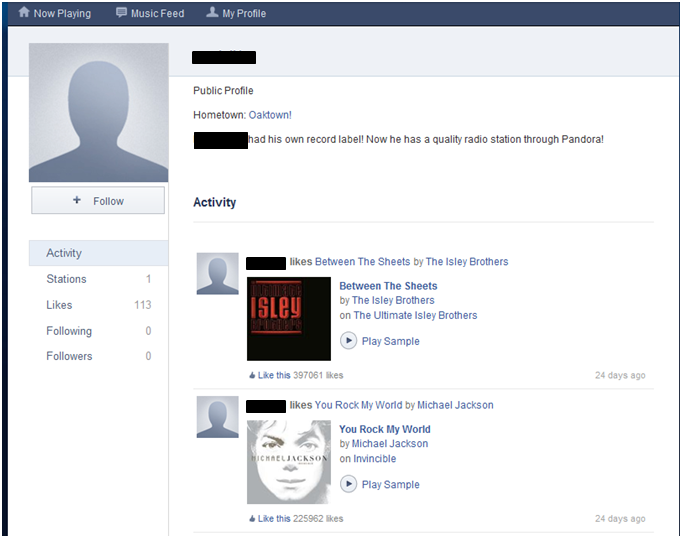 Now Playing Music Feed My Profile
Public Profile
Hometown: Oaktown!
had his own record label! Now he has a quality radio station through Pandora!
+ Follow
Activity
Activity
Stations 1
Likes 113
Following 0
Followers 0
likes Between The Sheets by The Isley Brothers
ISLEY
Between The Sheets
by The Isley Brothers
on The Ultimate Isley Brothers
Play Sample
Like this 397061 likes
24 days ago
likes You Rock My World by Michael Jackson
MICHAEL JACKSON
You Rock My World
by Michael Jackson
on Invincible
Play Sample
Like this 225962 likes
24 days ago